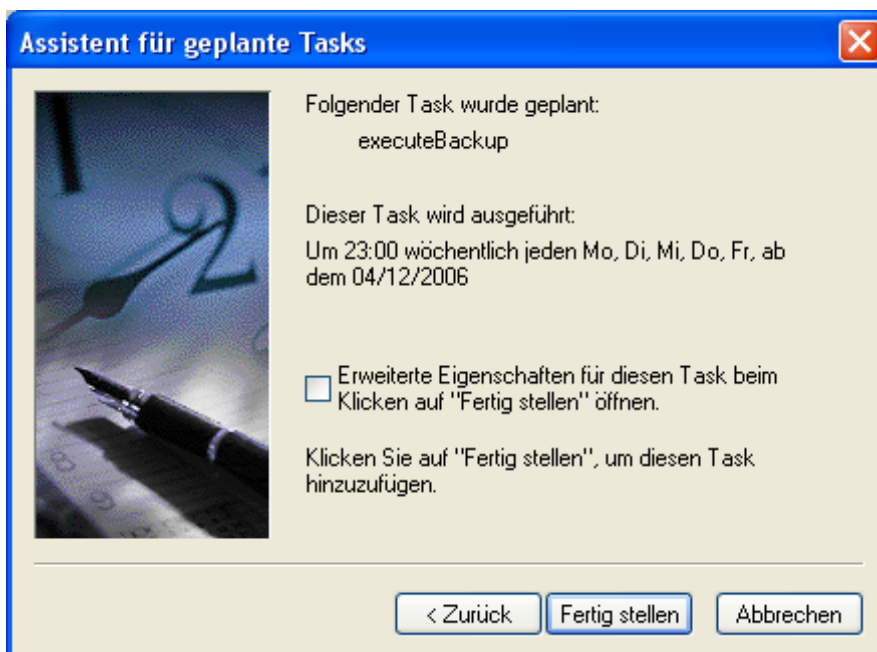 Assistent für geplante Tasks
Folgender Task wurde geplant:
executeBackup
Dieser Task wird ausgeführt:
Um 23:00 wöchentlich jeden Mo, Di, Mi, Do, Fr, ab
dem 04/12/2006
Erweiterte Eigenschaften für diesen Task beim
Klicken auf "Fertig stellen" öffnen.
Klicken Sie auf "Fertig stellen", um diesen Task
hinzuzufügen.
< Zurück
Fertig stellen
Abbrechen